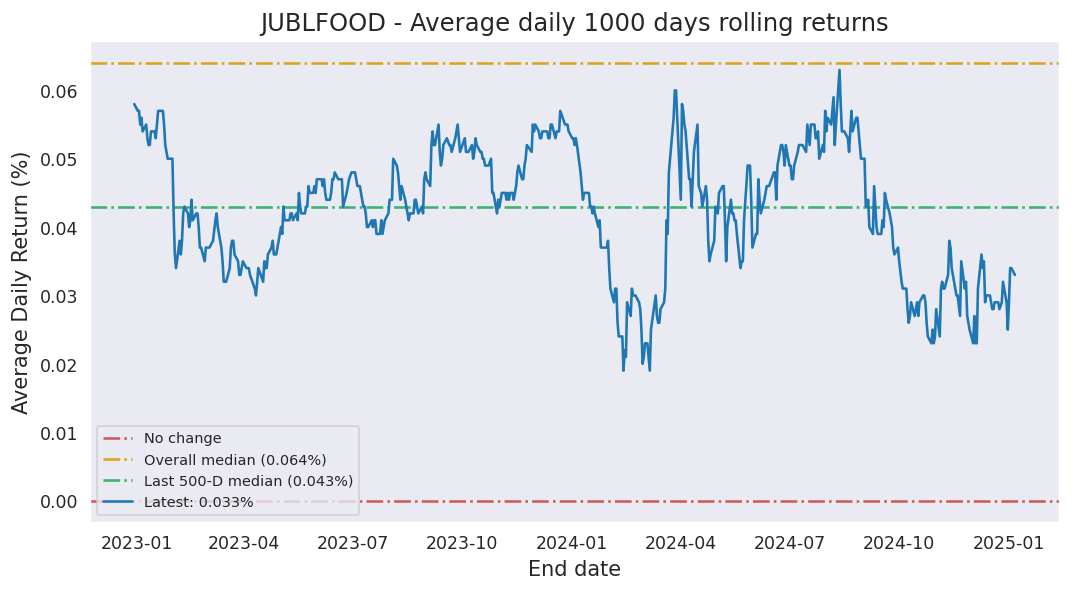 JUBLFOOD - Average daily 1000 days rolling returns
Average Daily Return (%)
0.06
0.05
0.04
0.03
0.02
0.01
0.00
No change
Overall median (0.064%)
Last 500-D median (0.043%)
Latest: 0.033%
2023-01
2023-04
2023-07
2023-10
2024-01
2024-04
2024-07
2024-10
2025-01
End date